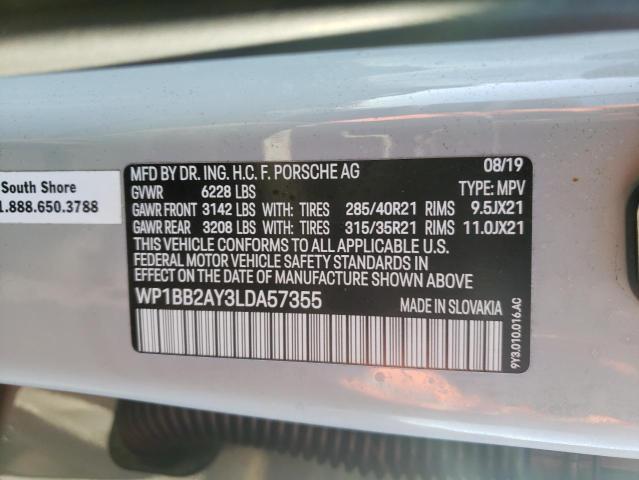 South Shore
1.888.650.3788
MFD BY DR. ING. H.C. F. PORSCHE AG 08/19
GVWR 6228 LBS TYPE: MPV
GAWR FRONT 3142 LBS WITH: TIRES 285/40R21 RIMS 9.5JX21
GAWR REAR 3208 LBS WITH: TIRES 315/35R21 RIMS 11.0JX21
THIS VEHICLE CONFORMS TO ALL APPLICABLE U.S.
FEDERAL MOTOR VEHICLE SAFETY STANDARDS IN
EFFECT ON THE DATE OF MANUFACTURE SHOWN ABOVE
WP1BB2AY3LDA57355 MADE IN SLOVAKIA
9Y3.010.016.AC